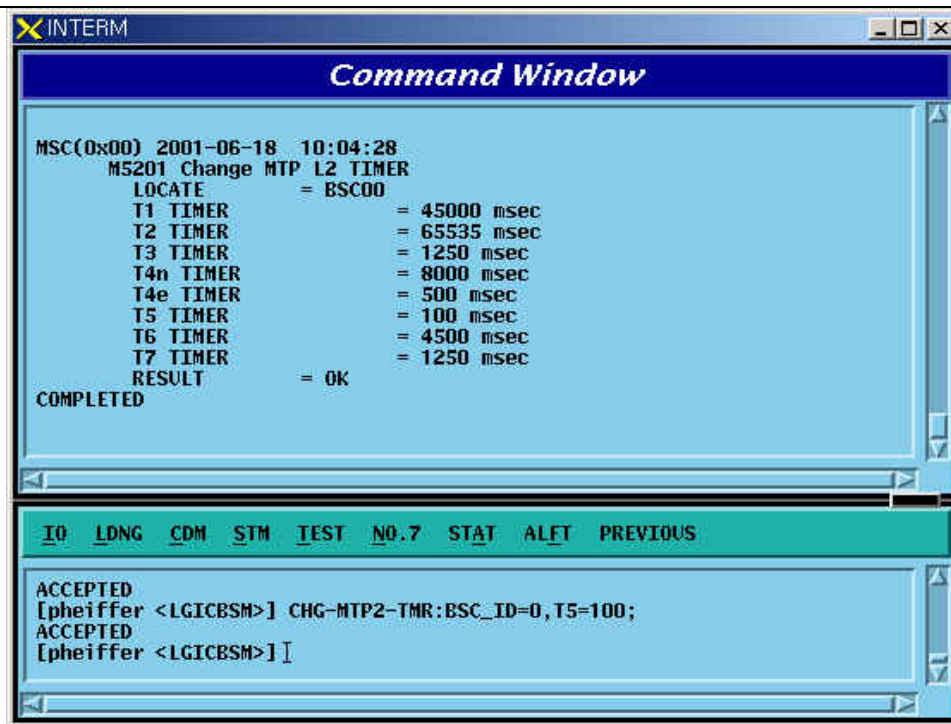 INTERM
Command Window
MSC(0x00) 2001-06-18 10:04:28
M5201 Change MTP L2 TIMER
LOCATE = BSC00
T1 TIMER = 45000 msec
T2 TIMER = 65535 msec
T3 TIMER = 1250 msec
T4n TIMER = 8000 msec
T4e TIMER = 500 msec
T5 TIMER = 100 msec
T6 TIMER = 4500 msec
T7 TIMER = 1250 msec
RESULT = OK
COMPLETED
IO LDNG CDM STM TEST NO.7 STAT ALFT PREVIOUS
ACCEPTED
[pheiffer <LGICBSM>] CHG-MTP2-TMR:BSC_ID=0,T5=100;
ACCEPTED
[pheiffer <LGICBSM>]